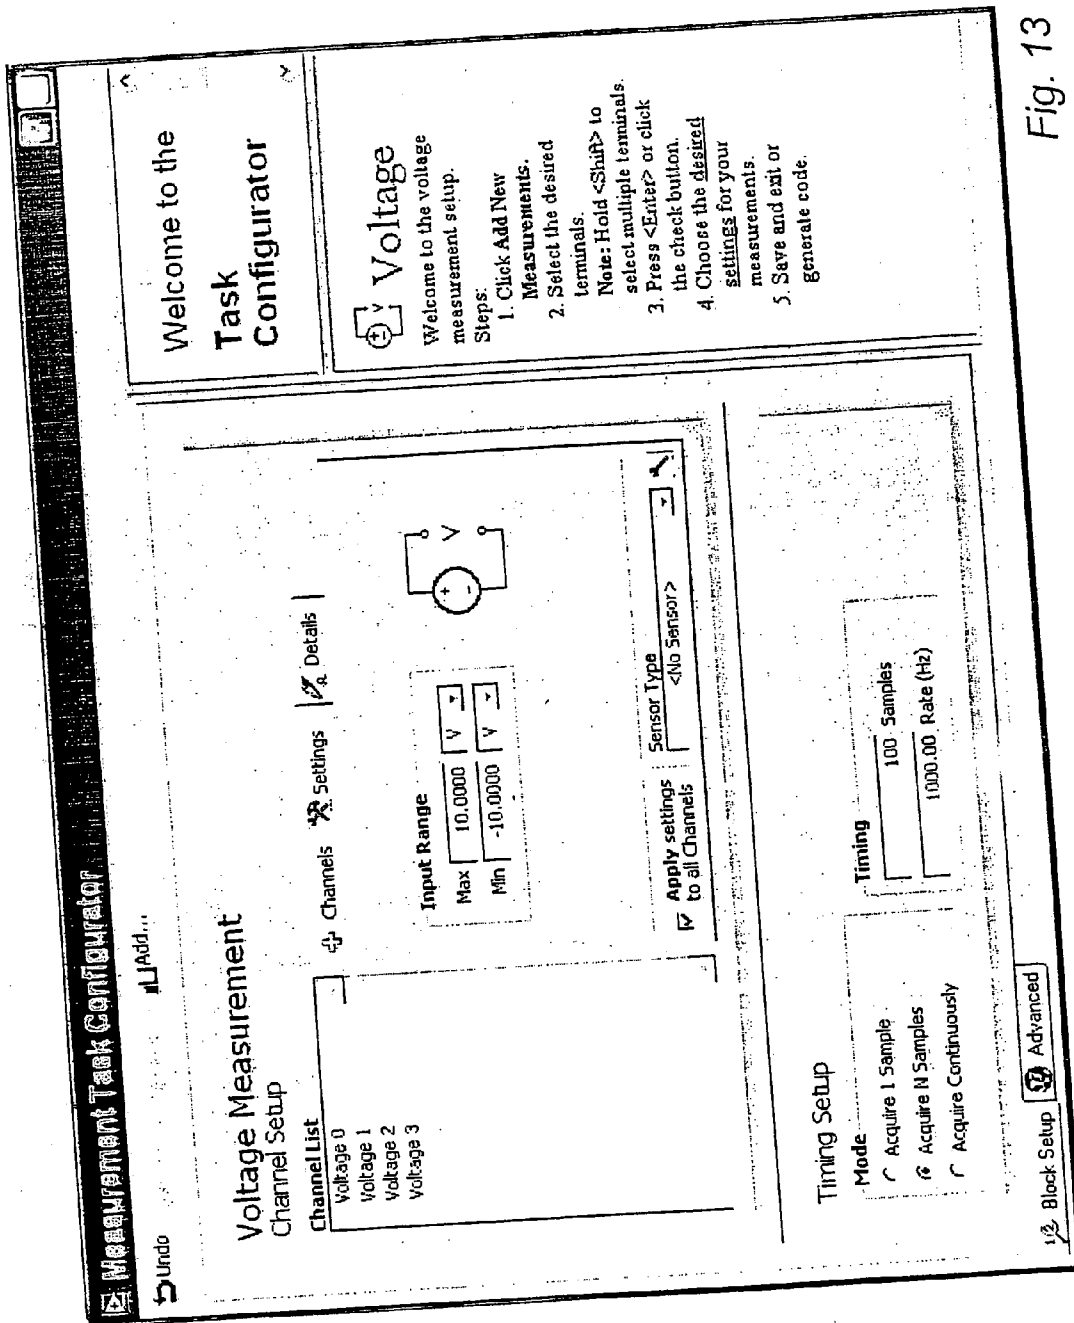 Measurement Task Configurator
Undo
Add...
Voltage Measurement
Channel Setup
Channel List
Voltage 0
Voltage 1
Voltage 2
Voltage 3
Channels
Settings
Details
Input Range
Max 10.0000 V
Min -10.0000 V
V
Apply settings
to all Channels
Sensor Type
<No Sensor>
Timing Setup
Mode
Acquire 1 Sample
Acquire N Samples
Acquire Continuously
Timing
100 Samples
1000.00 Rate (Hz)
1/2 Block Setup
Advanced
Welcome to the
Task
Configurator
V Voltage
Welcome to the voltage
measurement setup.
Steps:
1. Click Add New
Measurements.
2. Select the desired
terminals.
Note: Hold <Shift> to
select multiple terminals.
3. Press <Enter> or click
the check button.
4. Choose the desired
settings for your
measurements.
5. Save and exit or
generate code.
Fig. 13